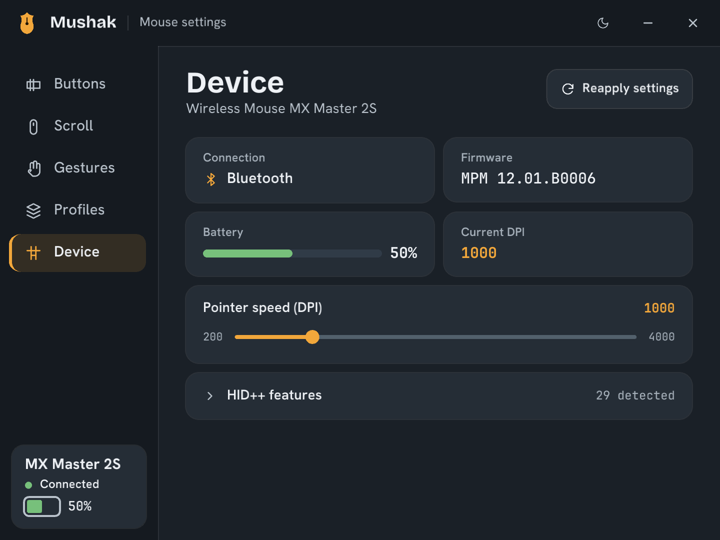 Mushak
Mouse settings
Buttons
Scroll
Gestures
Profiles
Device
MX Master 2S
Connected
50%
Device
Wireless Mouse MX Master 2S
Reapply settings
Connection
Bluetooth
Firmware
MPM 12.01.B0006
Battery
50%
Current DPI
1000
Pointer speed (DPI)
1000
200
4000
HID++ features
29 detected